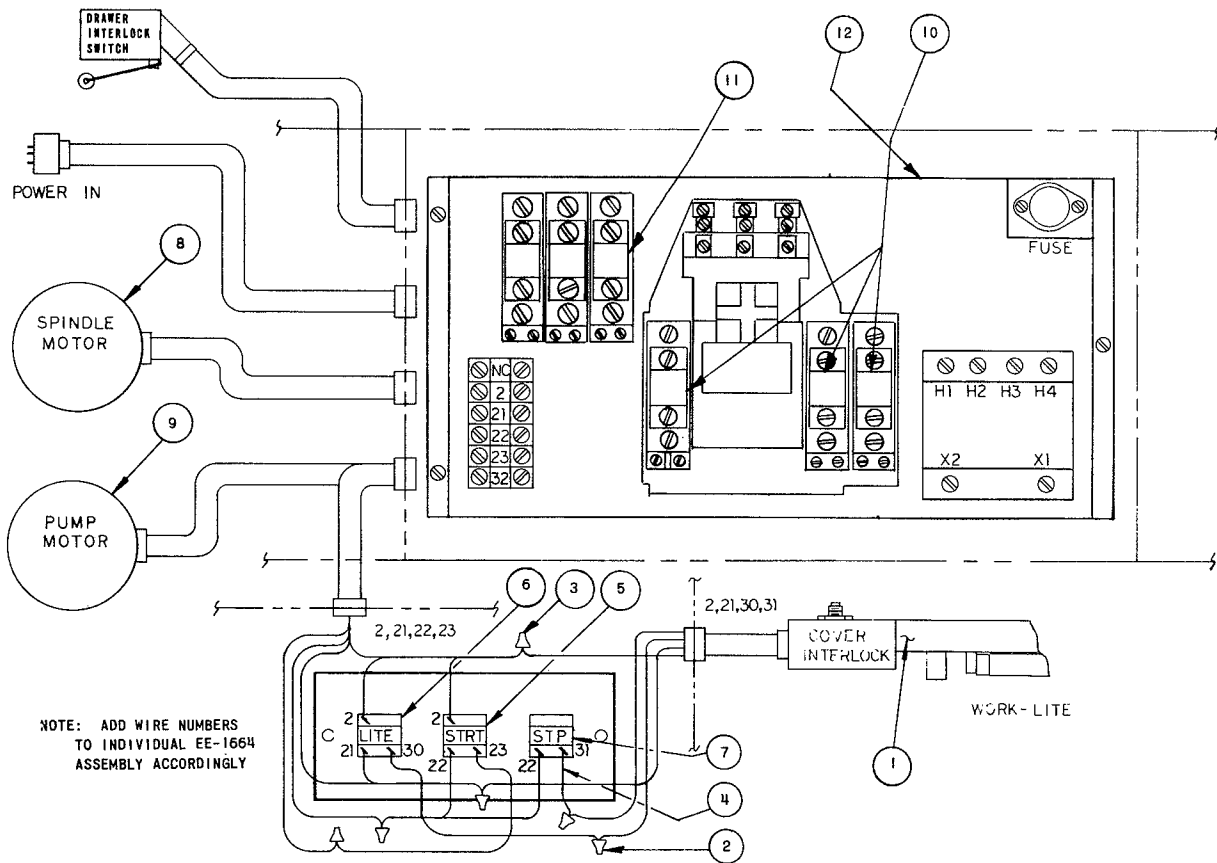 DRAWER
INTERLOCK
SWITCH
12
10
11
POWER IN
FUSE
8
SPINDLE
MOTOR
NC
2
21
22
23
32
H1 H2 H3 H4
X2 X1
9
PUMP
MOTOR
6
3
5
2,21,22,23
2,21,30,31
COVER
INTERLOCK
WORK-LITE
1
NOTE: ADD WIRE NUMBERS
TO INDIVIDUAL EE-1664
ASSEMBLY ACCORDINGLY
2 2
LITE STRT STP
21 30 22 23 22 31
7
4
2